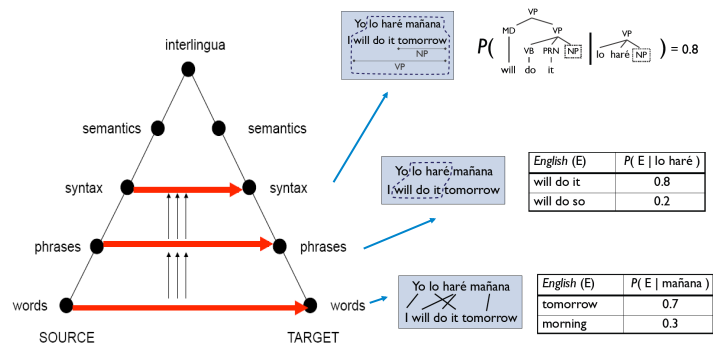 interlingua
semantics semantics
syntax syntax
phrases phrases
words words
SOURCE TARGET
Yo lo haré mañana
I will do it tomorrow
NP
VP
P( VP | VP ) = 0.8
MD VP
VB PRN NP lo haré NP
will do it
Yo lo haré mañana
I will do it tomorrow
English (E) P( E | lo haré )
will do it 0.8
will do so 0.2
Yo lo haré mañana
I will do it tomorrow
English (E) P( E | mañana )
tomorrow 0.7
morning 0.3